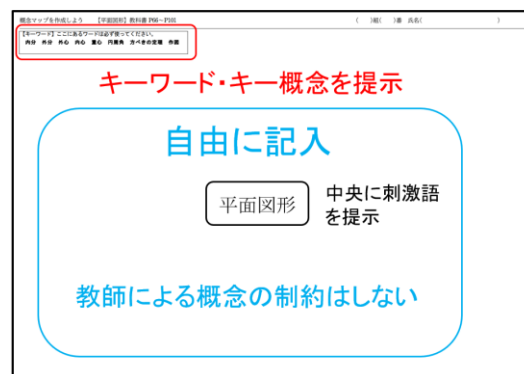 概念マップを作成しよう 【平面図形】教科書 P66～P101 ( )組( )番 氏名( )
【キーワード】ここにあるワードは必ず使ってください。
内分 外分 外心 内心 重心 円周角 方べきの定理 作図
キーワード・キー概念を提示
自由に記入
平面図形
中央に刺激語
を提示
教師による概念の制約はしない